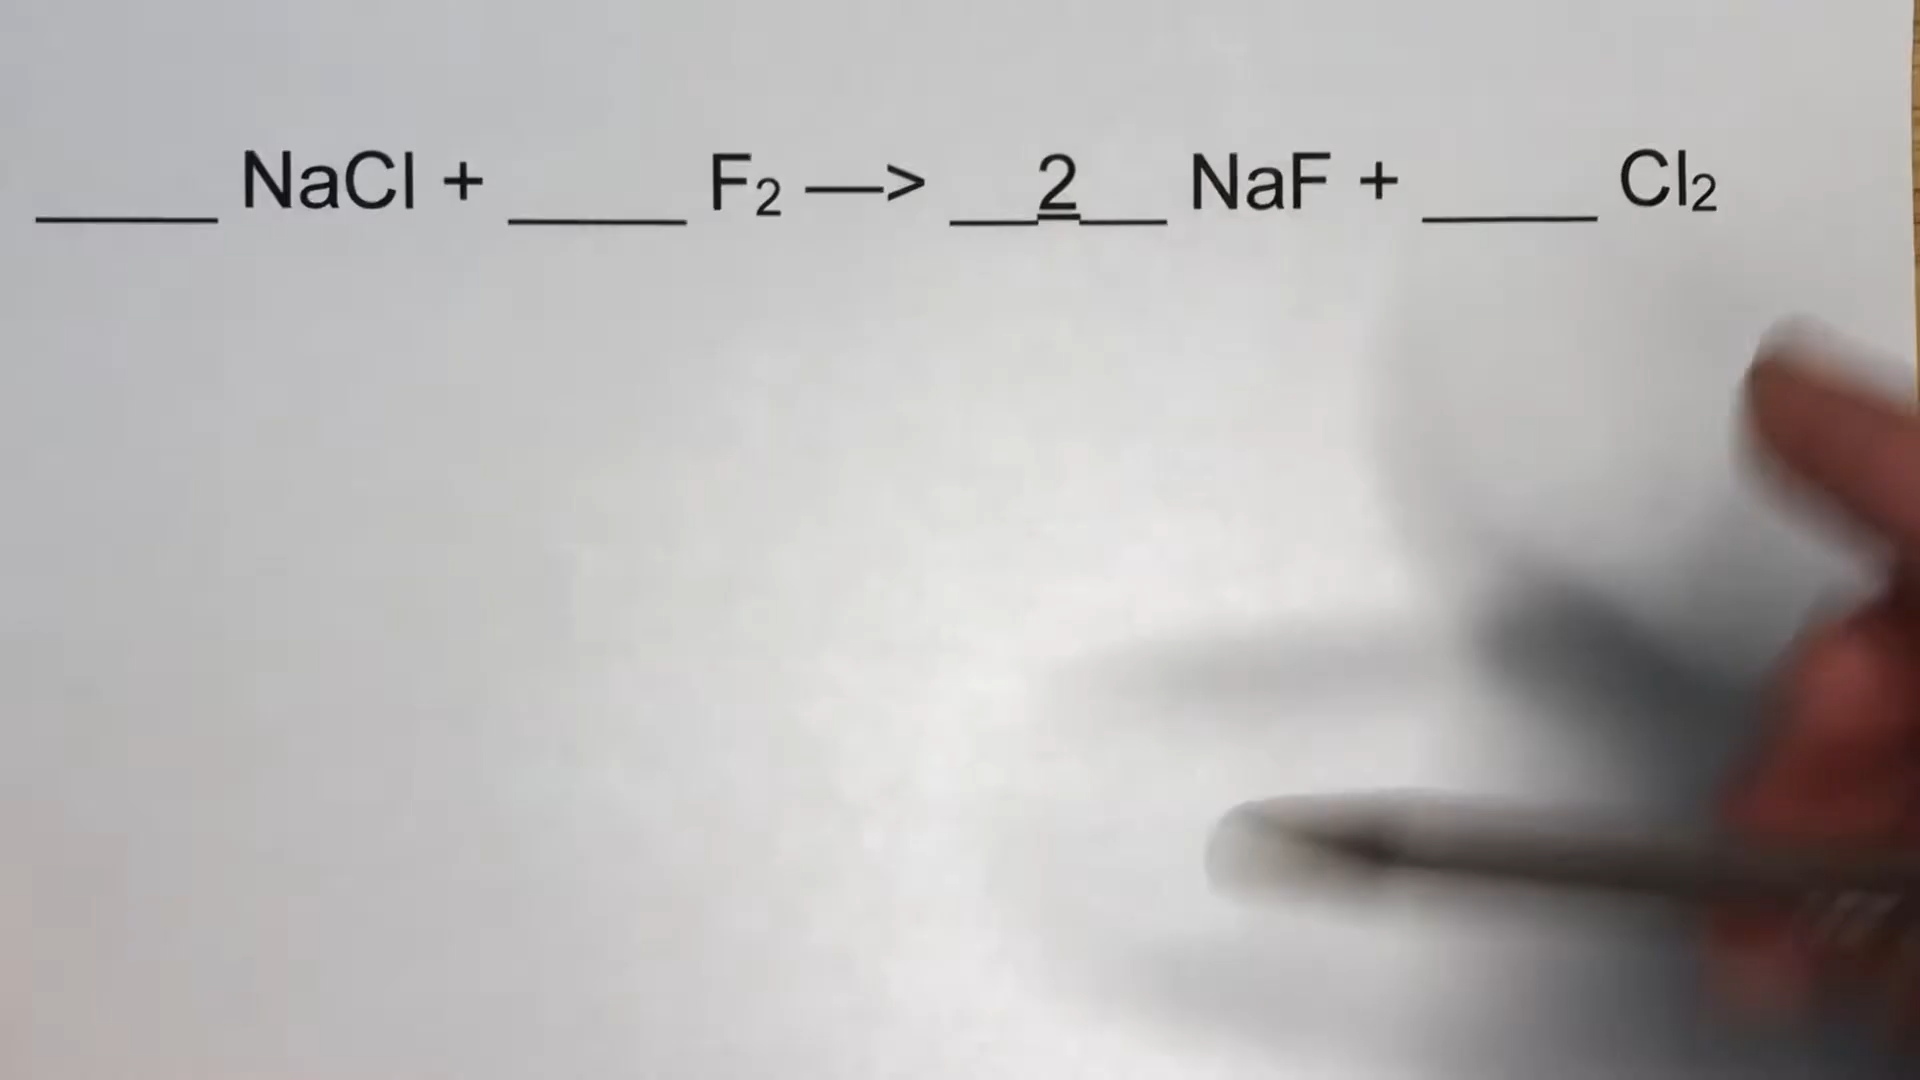 ____ NaCl + ____ F₂ —> __2__ NaF + ____ Cl₂